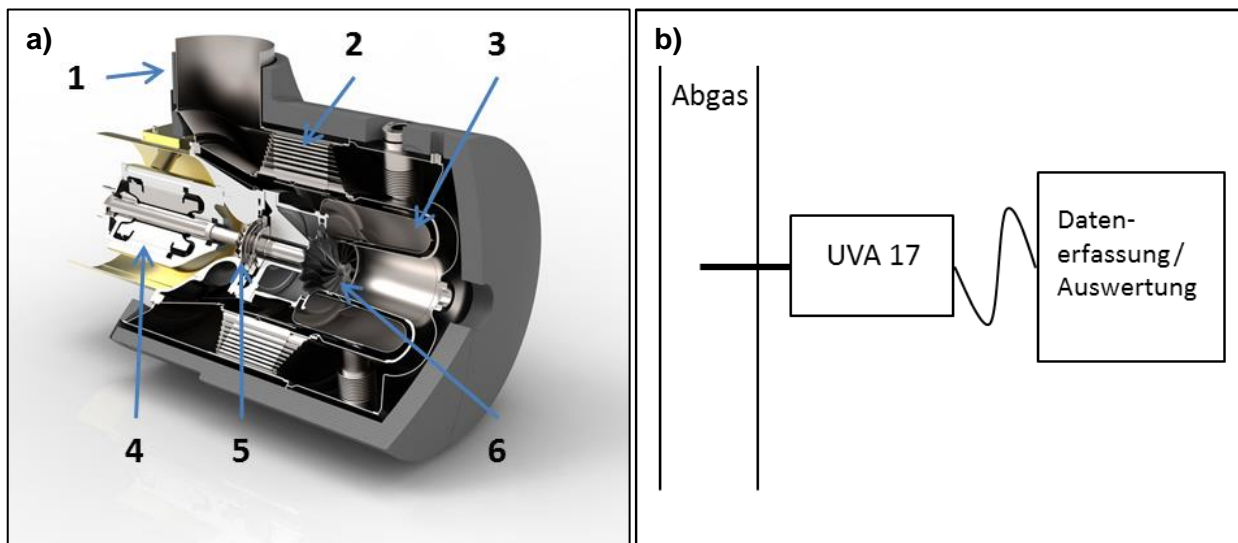 a)
2
3
1
4
5
6
b)
Abgas
UVA 17
Daten-
erfassung/
Auswertung